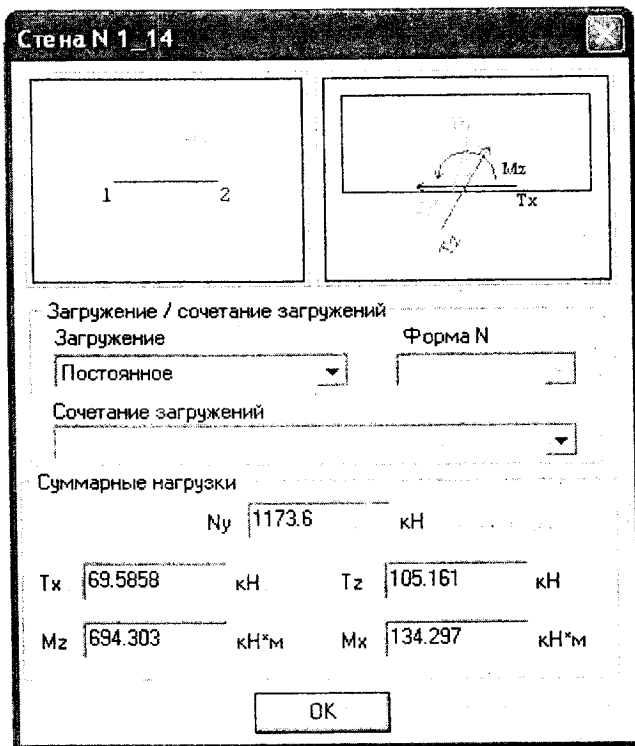 Стена N 1_14
1 2
Mz
Tx
Загружение / сочетание загружений
Загружение Форма N
Постоянное
Сочетание загружений
Суммарные нагрузки
Ny 1173.6 кН
Tx 69.5858 кН Tz 105.161 кН
Mz 694.303 кН*м Mx 134.297 кН*м
OK